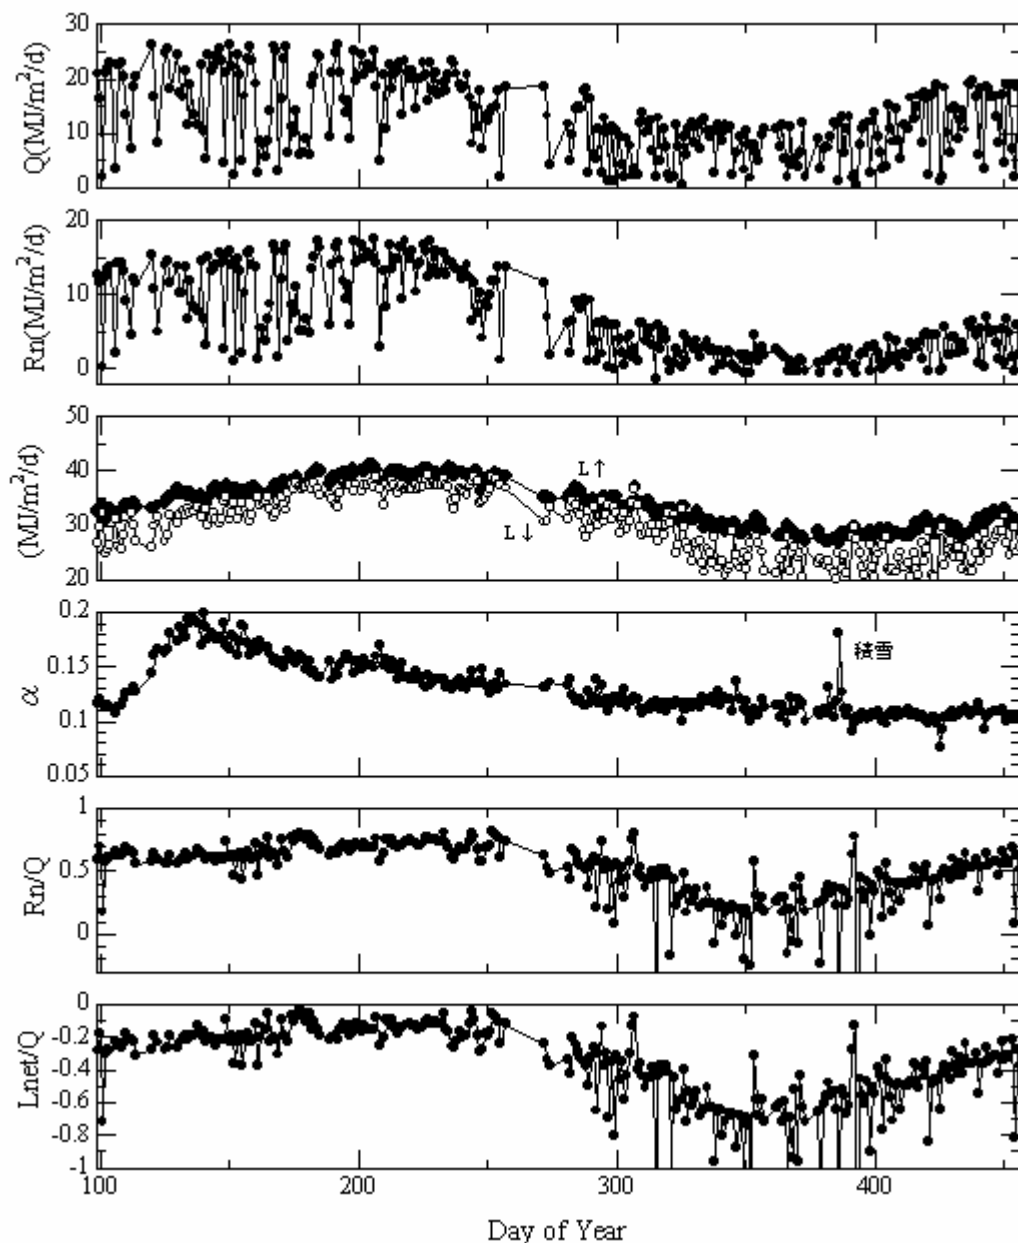 30
20
10
0
Q(MJ/m²/d)
20
10
0
Rn(MJ/m²/d)
50
40
30
20
(MJ/m²/d)
L↑
L↓
0.2
0.15
0.1
0.05
α
積雪
1
0.5
0
Rn/Q
0
-0.2
-0.4
-0.6
-0.8
-1
Lnet/Q
100 200 300 400
Day of Year